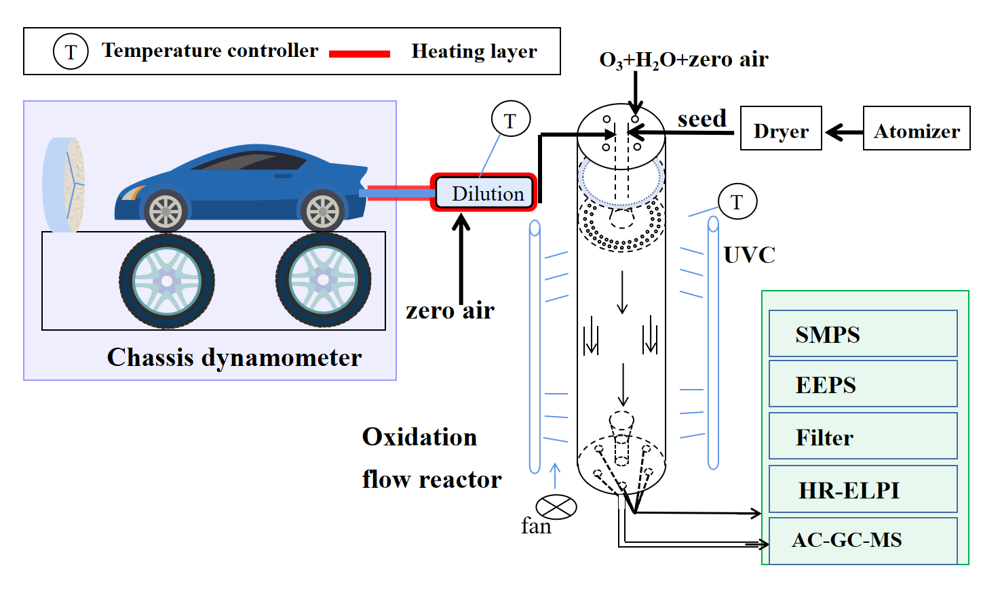 T Temperature controller Heating layer
O₃+H₂O+zero air
T
seed
Dryer
Atomizer
Dilution
T
UVC
zero air
Chassis dynamometer
SMPS
EEPS
Filter
HR-ELPI
AC-GC-MS
Oxidation
flow reactor
fan